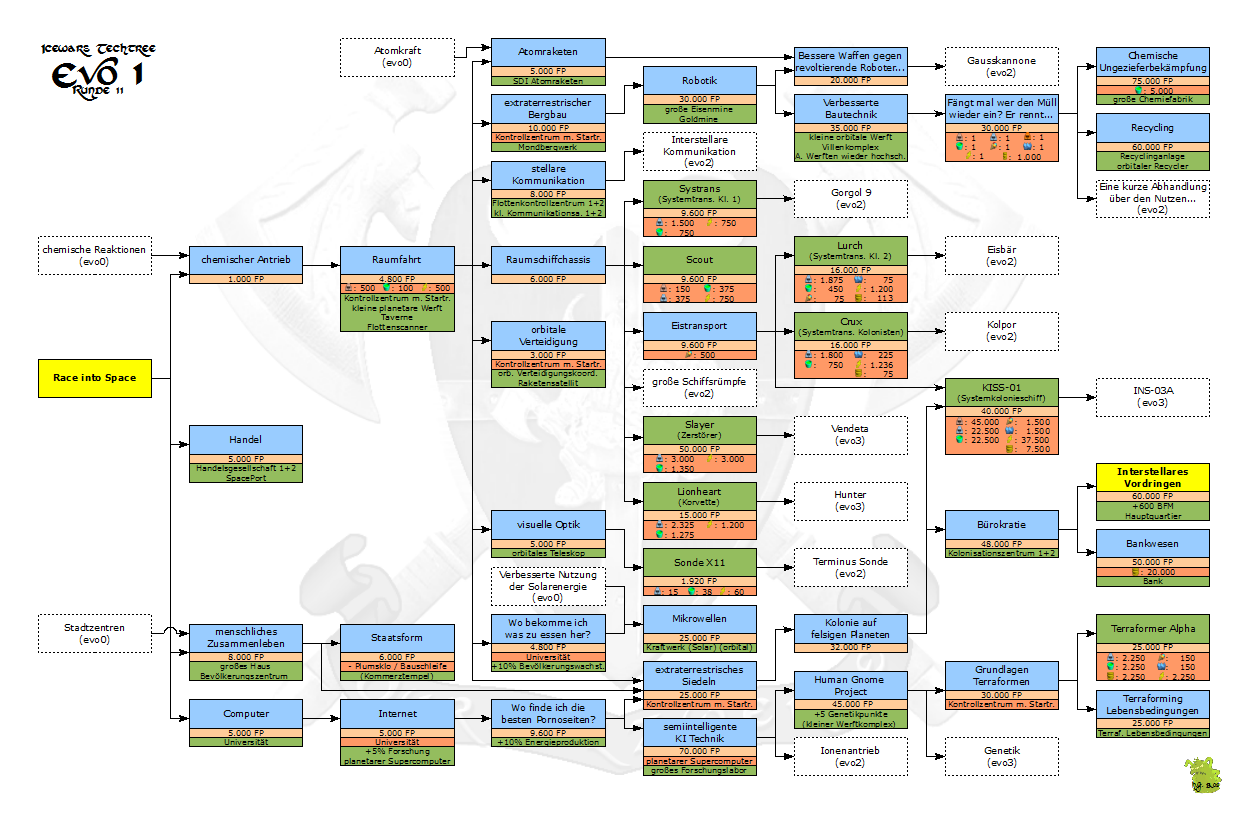 Icewars Techtree
Evo 1
Runde 11
Race into Space
chemische Reaktionen
(evo0)
Stadtzentren
(evo0)
chemischer Antrieb
1.000 FP
Handel
5.000 FP
Handelsgesellschaft 1+2
SpacePort
menschliches
Zusammenleben
8.000 FP
großes Haus
Bevölkerungszentrum
Computer
5.000 FP
Universität
Atomkraft
(evo0)
Raumfahrt
4.800 FP
: 500 : 100 : 500
Kontrollzentrum m. Startr.
kleine planetare Werft
Taverne
Flottenscanner
Staatsform
6.000 FP
- Plumsklo / Bauschleife
(Kommerztempel)
Internet
5.000 FP
Universität
+5% Forschung
planetarer Supercomputer
Atomraketen
5.000 FP
SDI Atomraketen
extraterrestrischer
Bergbau
10.000 FP
Kontrollzentrum m. Startr.
Mondbergwerk
stellare
Kommunikation
8.000 FP
Flottenkontrollzentrum 1+2
kl. Kommunikationsa. 1+2
Raumschiffchassis
6.000 FP
orbitale
Verteidigung
3.000 FP
Kontrollzentrum m. Startr.
orb. Verteidigungskoord.
Raketensatellit
visuelle Optik
5.000 FP
orbitales Teleskop
Verbesserte Nutzung
der Solarenergie
(evo0)
Wo bekomme ich
was zu essen her?
4.800 FP
Universität
+10% Bevölkerungswachst.
Wo finde ich die
besten Pornoseiten?
9.600 FP
+10% Energieproduktion
Robotik
30.000 FP
große Eisenmine
Goldmine
Interstellare
Kommunikation
(evo2)
Systrans
(Systemtrans. Kl. 1)
9.600 FP
: 1.500 : 750
: 750
Scout
9.600 FP
: 150 : 375
: 375 : 750
Eistransport
9.600 FP
: 500
große Schiffsrümpfe
(evo2)
Slayer
(Zerstörer)
50.000 FP
: 3.000 : 3.000
: 1.350
Lionheart
(Korvette)
15.000 FP
: 2.325 : 1.200
: 1.275
Sonde X11
1.920 FP
: 15 : 38 : 60
Mikrowellen
25.000 FP
Kraftwerk (Solar) (orbital)
extraterrestrisches
Siedeln
25.000 FP
Kontrollzentrum m. Startr.
semiintelligente
KI Technik
70.000 FP
planetarer Supercomputer
großes Forschungslabor
Bessere Waffen gegen
revoltierende Roboter...
20.000 FP
Verbesserte
Bautechnik
35.000 FP
kleine orbitale Werft
Villenkomplex
A. Werften wieder hochsch.
Gorgol 9
(evo2)
Lurch
(Systemtrans. Kl. 2)
16.000 FP
: 1.875 : 75
: 450 : 1.200
: 75 : 113
Crux
(Systemtrans. Kolonisten)
16.000 FP
: 1.800 : 225
: 750 : 1.236
: 75
Vendeta
(evo3)
Hunter
(evo3)
Terminus Sonde
(evo2)
Kolonie auf
felsigen Planeten
32.000 FP
Human Gnome
Project
45.000 FP
+5 Genetikpunkte
(kleiner Werftkomplex)
Ionenantrieb
(evo2)
Gausskannone
(evo2)
Fängt mal wer den Müll
wieder ein? Er rennt...
30.000 FP
: 1 : 1 : 1
: 1 : 1 : 1
: 1 : 1.000
Eisbär
(evo2)
Kolpor
(evo2)
KISS-01
(Systemkolonieschiff)
40.000 FP
: 45.000 : 1.500
: 22.500 : 1.500
: 22.500 : 37.500
: 7.500
Bürokratie
48.000 FP
Kolonisationszentrum 1+2
Grundlagen
Terraformen
30.000 FP
Kontrollzentrum m. Startr.
Genetik
(evo3)
Chemische
Ungezieferbekämpfung
75.000 FP
: 5.000
große Chemiefabrik
Recycling
60.000 FP
Recyclinganlage
orbitaler Recycler
Eine kurze Abhandlung
über den Nutzen...
(evo2)
INS-03A
(evo3)
Interstellares
Vordringen
60.000 FP
+600 BFM
Hauptquartier
Bankwesen
50.000 FP
: 20.000
Bank
Terraformer Alpha
25.000 FP
: 2.250 : 150
: 2.250 : 150
: 2.250 : 2.250
Terraforming
Lebensbedingungen
25.000 FP
Terraf. Lebensbedingungen